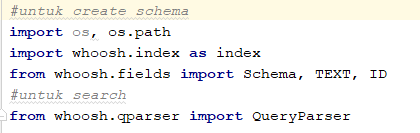 #untuk create schema
import os, os.path
import whoosh.index as index
from whoosh.fields import Schema, TEXT, ID
#untuk search
from whoosh.qparser import QueryParser